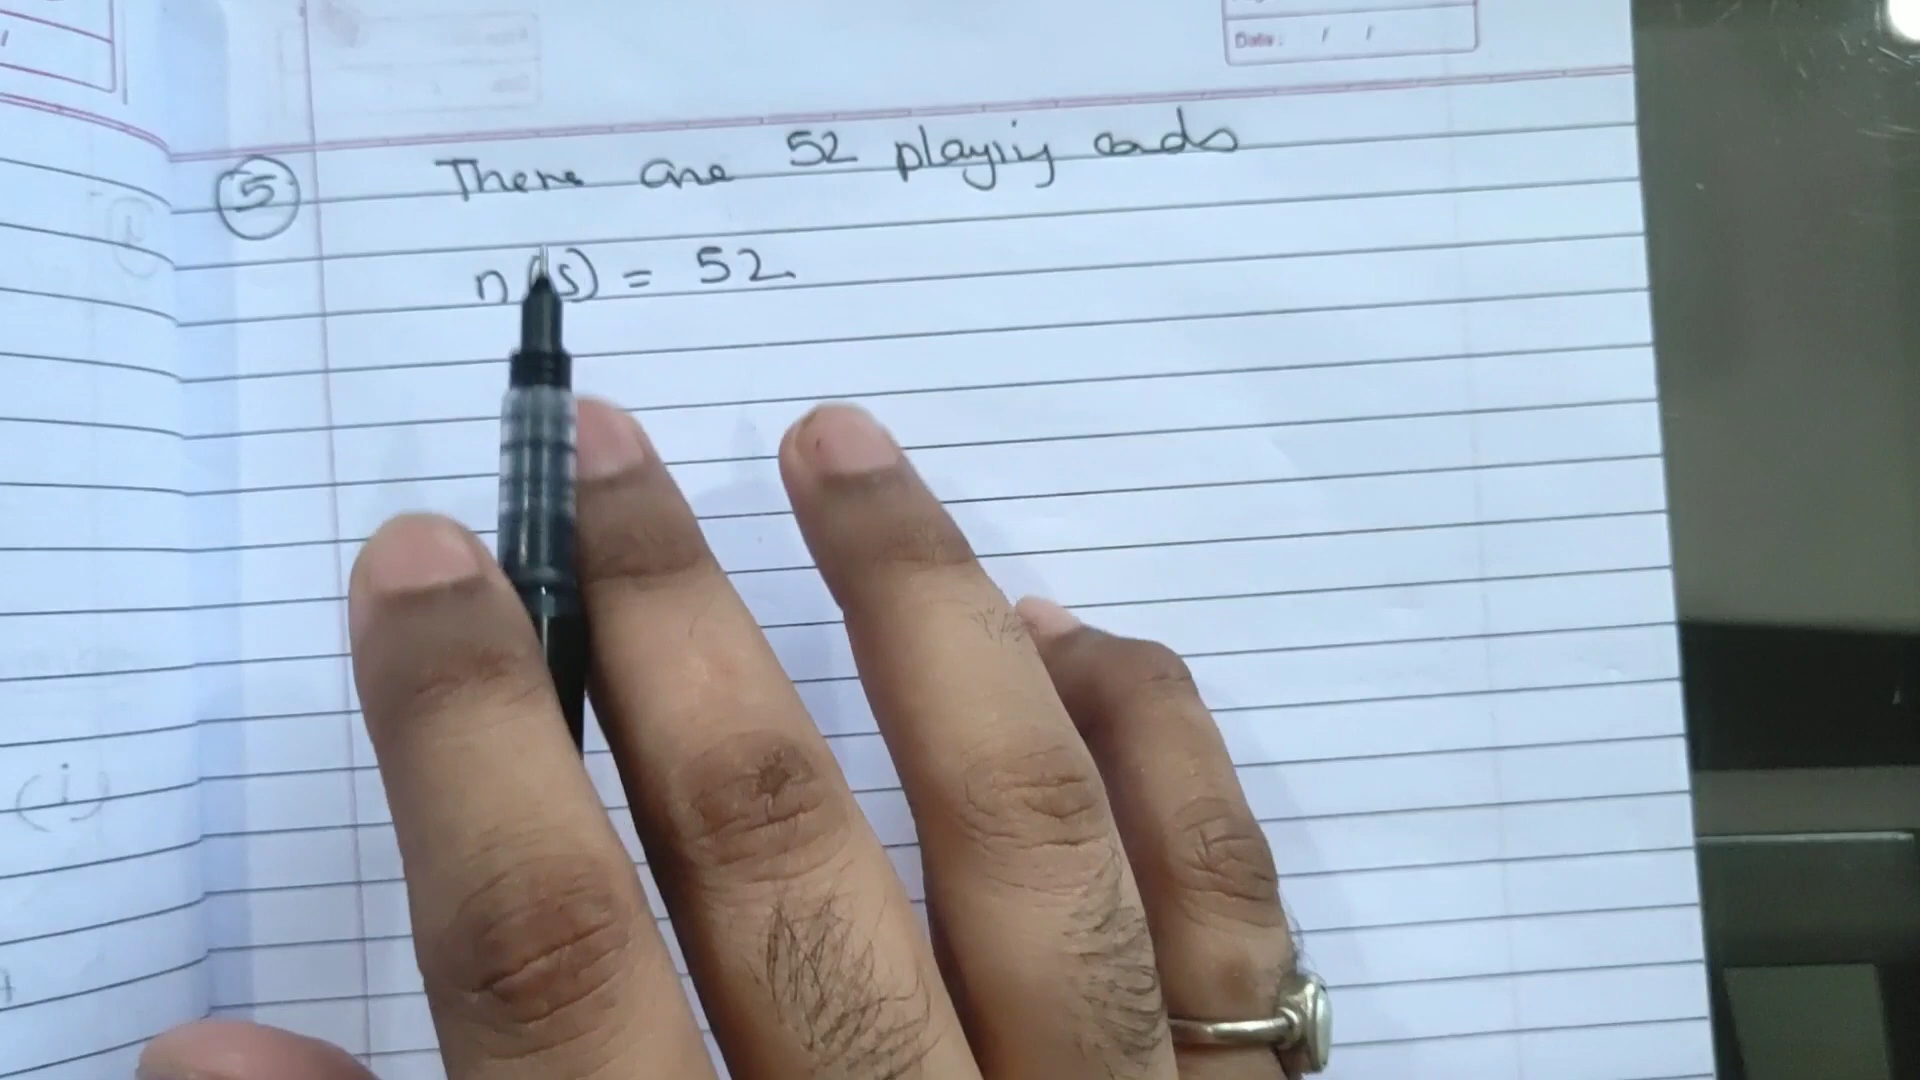 Date: / /
5 There are 52 playing cards
n(s) = 52
(i)